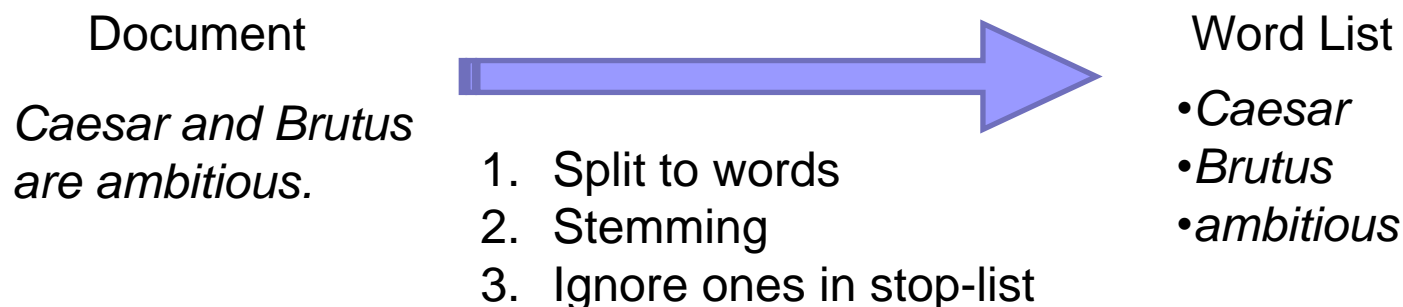 Document
Caesar and Brutus
are ambitious.
1. Split to words
2. Stemming
3. Ignore ones in stop-list
Word List
•Caesar
•Brutus
•ambitious